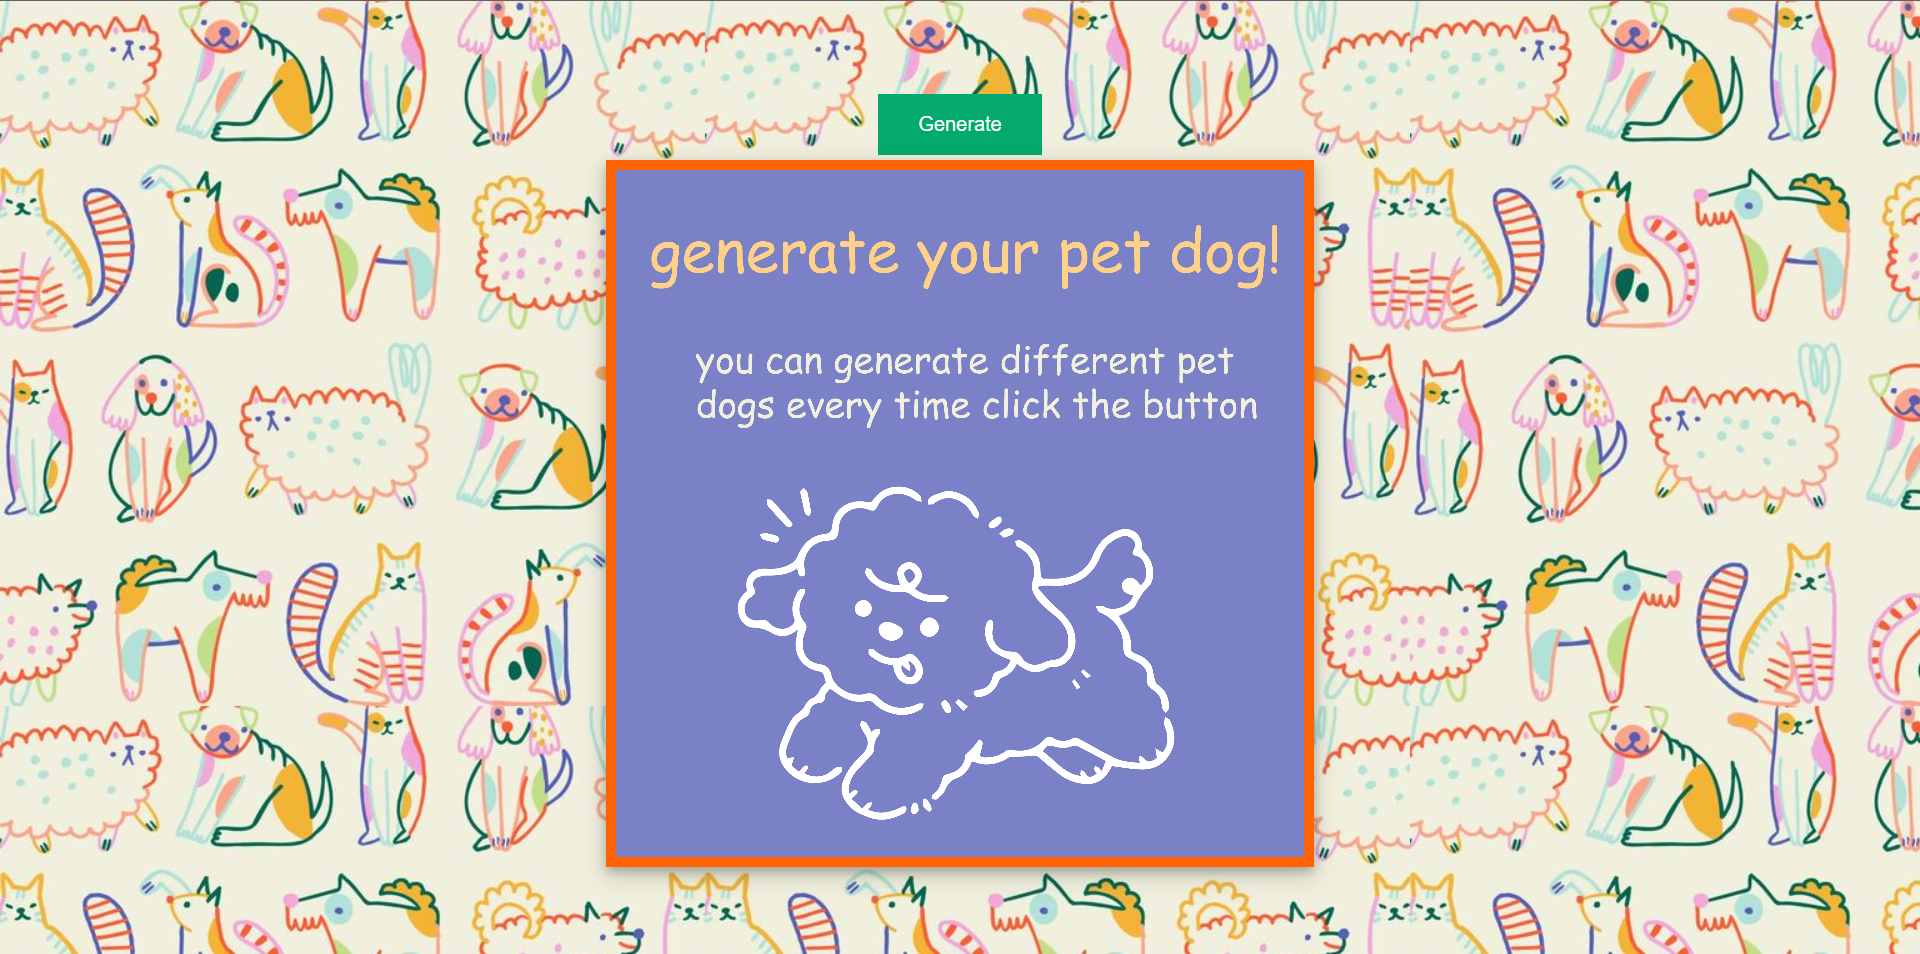 Generate
generate your pet dog!
you can generate different pet
dogs every time click the button